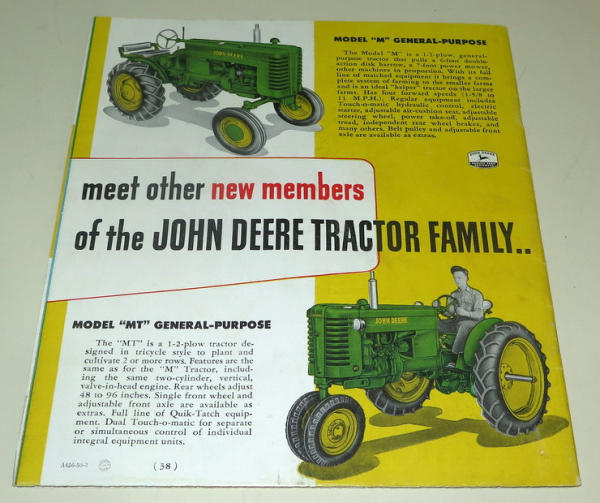 MODEL "M" GENERAL-PURPOSE
The Model "M" is a 1-2-plow, general-
purpose tractor that pulls a 6-foot double-
action disk harrow, a 7-foot power mower,
other machines in proportion. With its full
line of matched equipment it brings a com-
plete system of farming to the smaller farms
and is an ideal "helper" tractor on the larger
farms. Has four forward speeds (1-5/8 to
11 M.P.H.). Regular equipment includes
Touch-o-matic hydraulic control, electric
starter, adjustable air-cushion seat, adjustable
steering wheel, power take-off, adjustable
tread, independent rear wheel brakes, and
many others. Belt pulley and adjustable front
axle are available as extras.
JOHN DEERE
JOHN DEERE
meet other new members
of the JOHN DEERE TRACTOR FAMILY..
MODEL "MT" GENERAL-PURPOSE
The "MT" is a 1-2-plow tractor de-
signed in tricycle style to plant and
cultivate 2 or more rows. Features are the
same as for the "M" Tractor, includ-
ing the same two-cylinder, vertical,
valve-in-head engine. Rear wheels adjust
48 to 96 inches. Single front wheel and
adjustable front axle are available as
extras. Full line of Quik-Tatch equip-
ment. Dual Touch-o-matic for separate
or simultaneous control of individual
integral equipment units.
JOHN DEERE
(38)